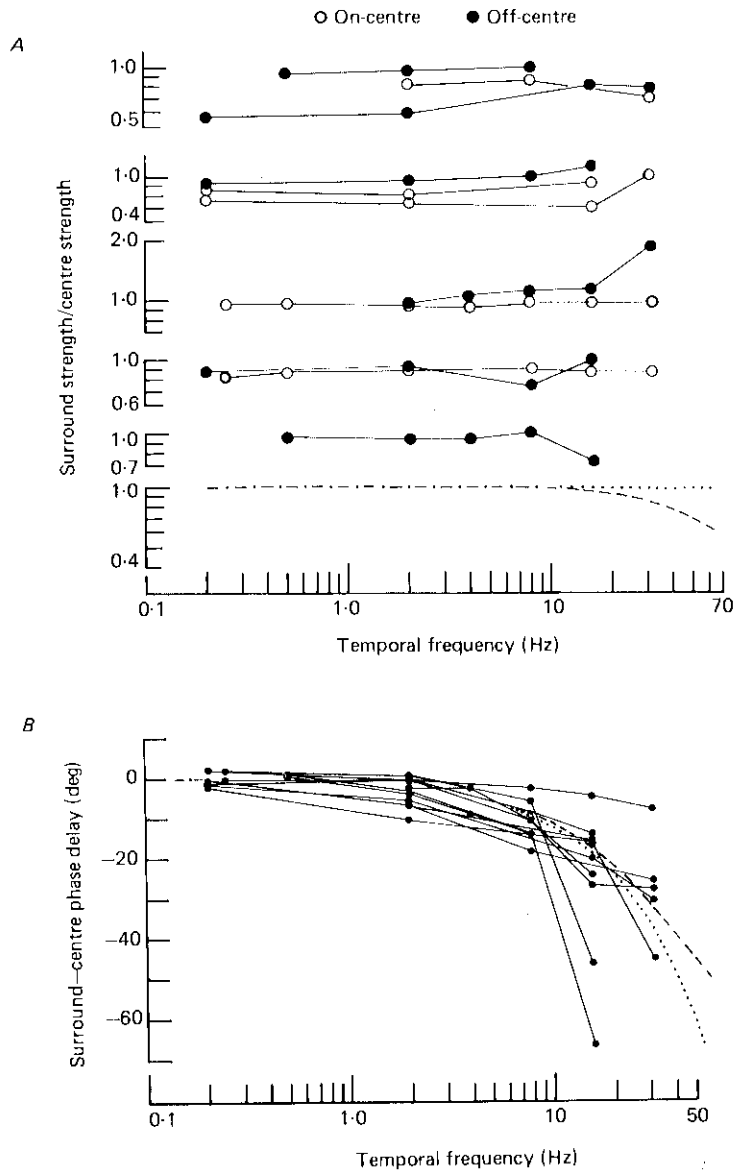 On-centre Off-centre
A
1·0
0·5
1·0
0·4
2·0
1·0
1·0
0·6
1·0
0·7
1·0
0·4
Surround strength/centre strength
0·1 1·0 10 70
Temporal frequency (Hz)
B
0
−20
−40
−60
Surround–centre phase delay (deg)
0·1 1·0 10 50
Temporal frequency (Hz)